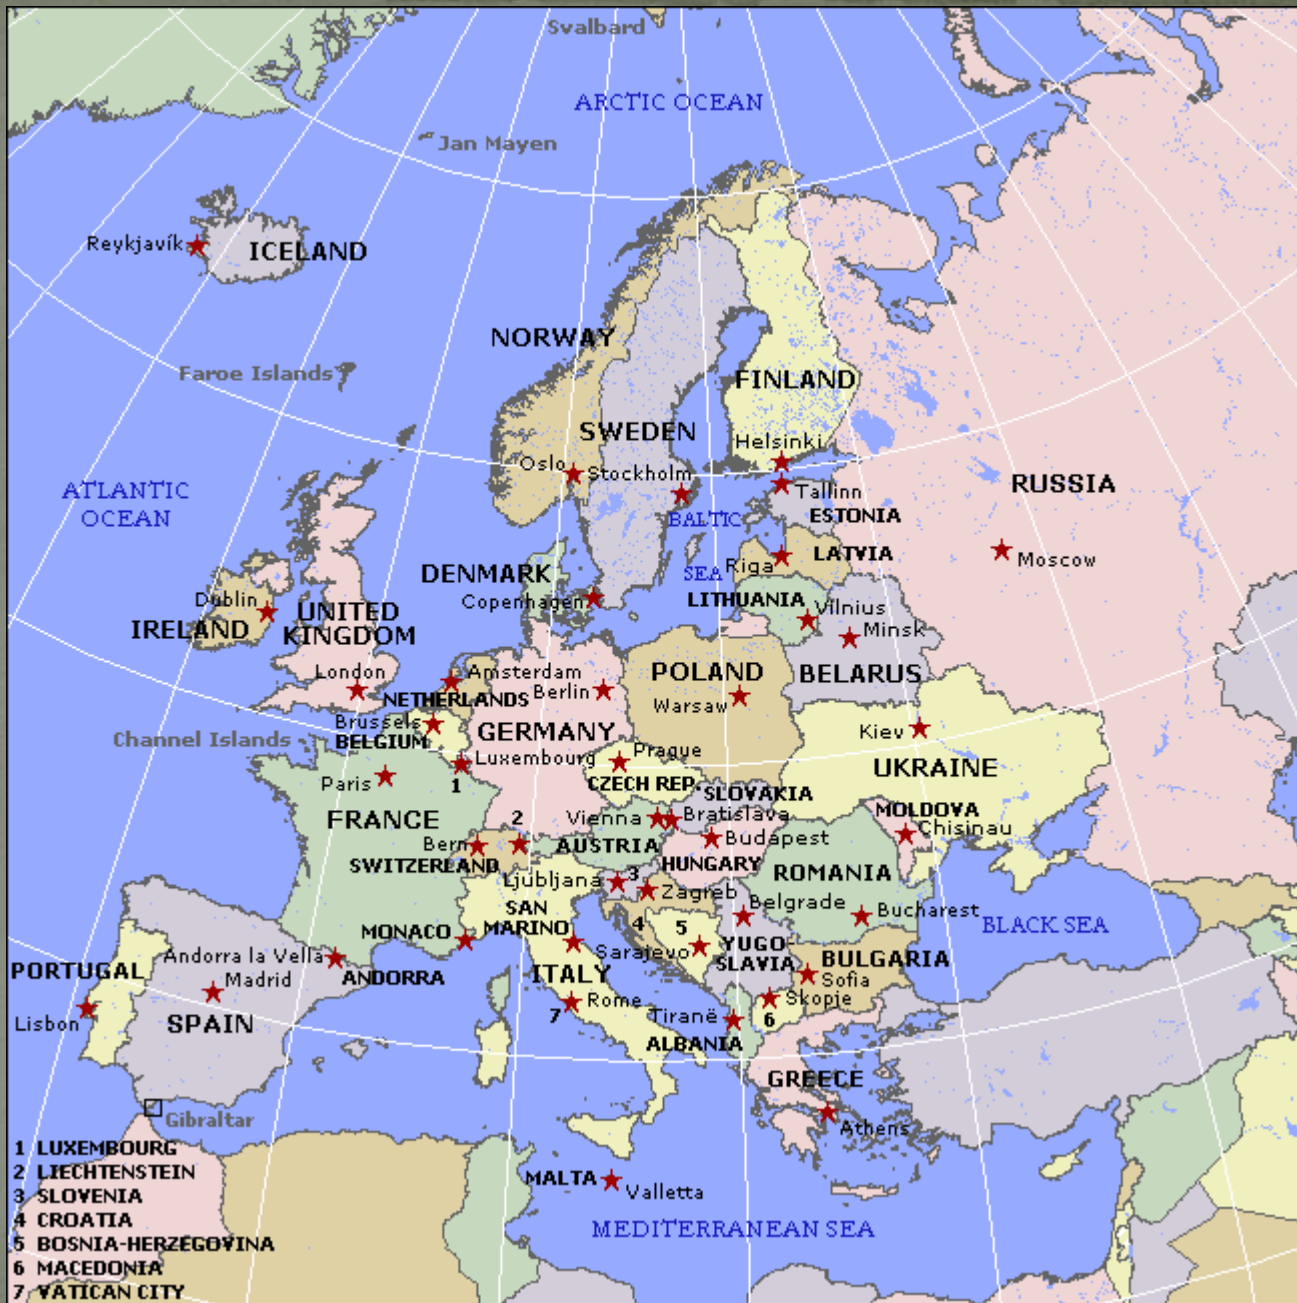 Svalbard
ARCTIC OCEAN
Jan Mayen
Reykjavík
ICELAND
NORWAY
Faroe Islands
FINLAND
SWEDEN
Helsinki
Oslo
Stockholm
ATLANTIC
OCEAN
RUSSIA
Tallinn
BALTIC
ESTONIA
LATVIA
Moscow
Riga
SEA
DENMARK
Copenhagen
LITHUANIA
Vilnius
Dublin
UNITED
KINGDOM
IRELAND
Minsk
London
Amsterdam
POLAND
BELARUS
Berlin
NETHERLANDS
Warsaw
Brussels
Kiev
Channel Islands
BELGIUM
GERMANY
Prague
Luxembourg
UKRAINE
Paris
1
CZECH REP.
SLOVAKIA
MOLDOVA
FRANCE
2
Vienna
Bratislava
Chisinau
Bern
AUSTRIA
Budapest
SWITZERLAND
HUNGARY
ROMANIA
Ljubljana
3
Zagreb
SAN
MARINO
Belgrade
Bucharest
MONACO
4
5
BLACK SEA
Andorra la Vella
Sarajevo
YUGO-
SLAVIA
BULGARIA
PORTUGAL
ANDORRA
ITALY
Madrid
Sofia
Lisbon
SPAIN
7
Rome
Skopje
Tiranë
6
ALBANIA
GREECE
Gibraltar
Athens
MALTA
Valletta
MEDITERRANEAN SEA
1 LUXEMBOURG
2 LIECHTENSTEIN
3 SLOVENIA
4 CROATIA
5 BOSNIA-HERZEGOVINA
6 MACEDONIA
7 VATICAN CITY